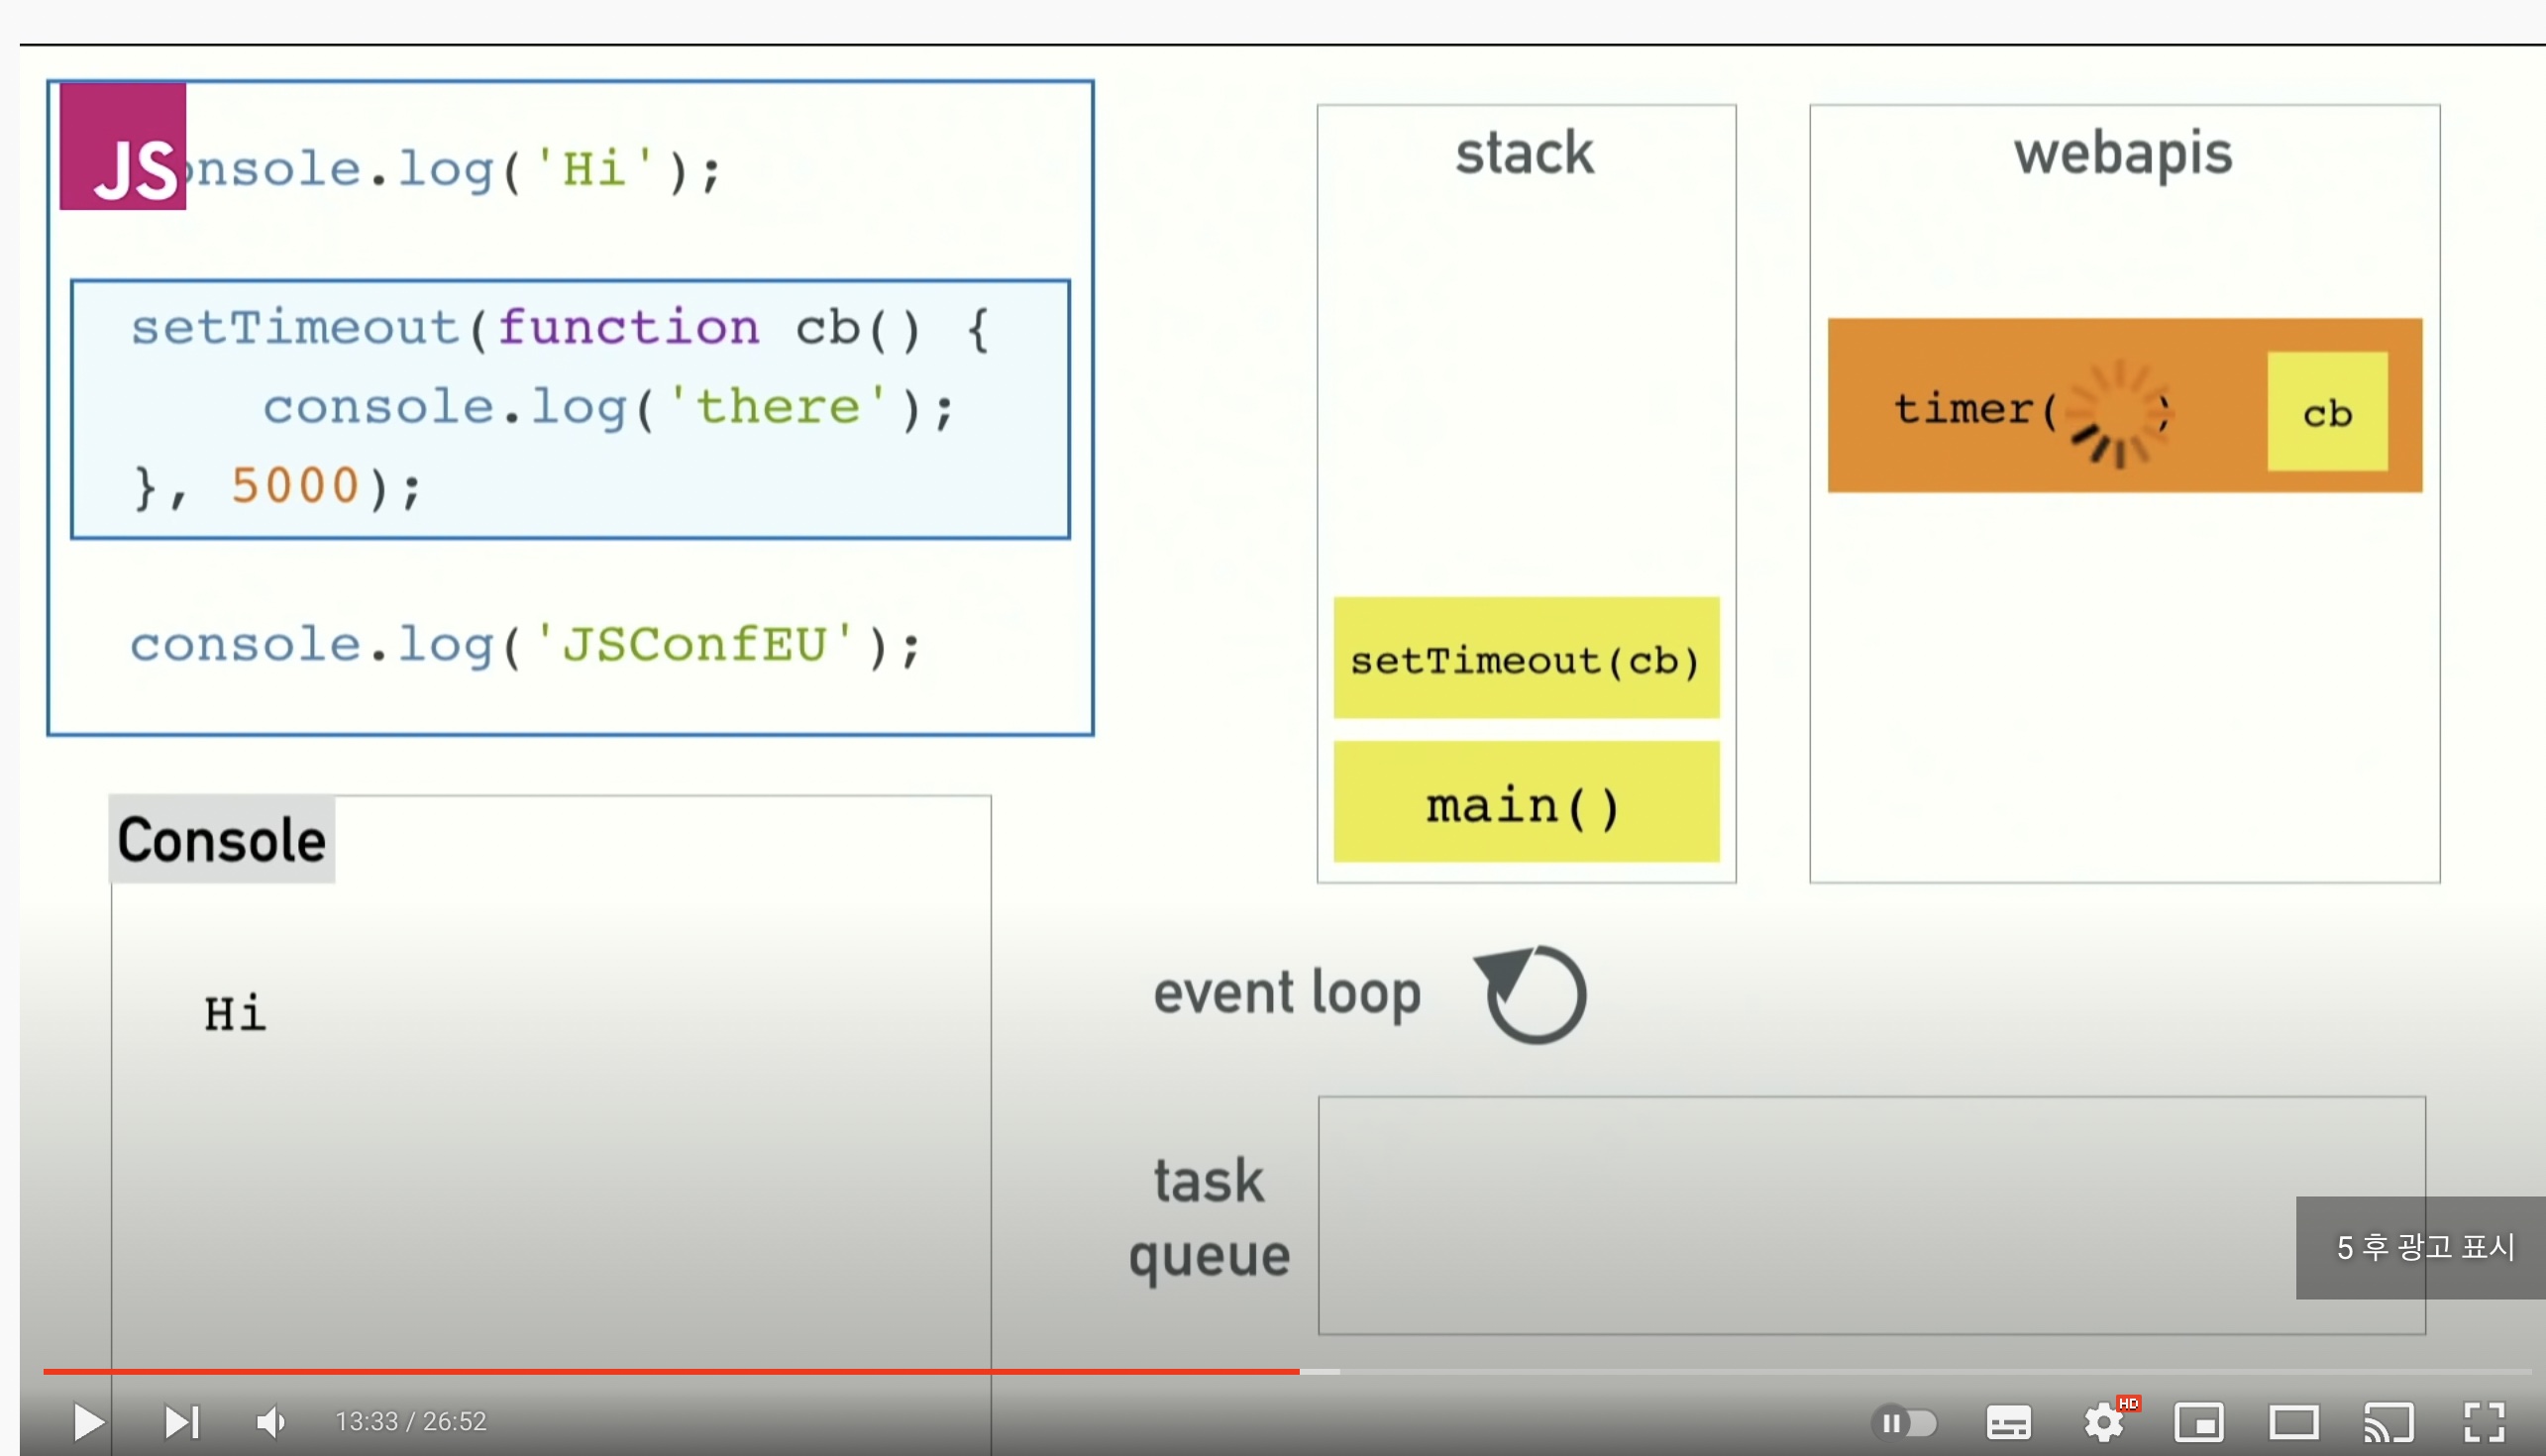 JS
onsole.log('Hi');
setTimeout(function cb() {
console.log('there');
}, 5000);
console.log('JSConfEU');
Console
Hi
stack
setTimeout(cb)
main()
webapis
timer( )
cb
event loop
task
queue
5 후 광고 표시
13:33 / 26:52
HD